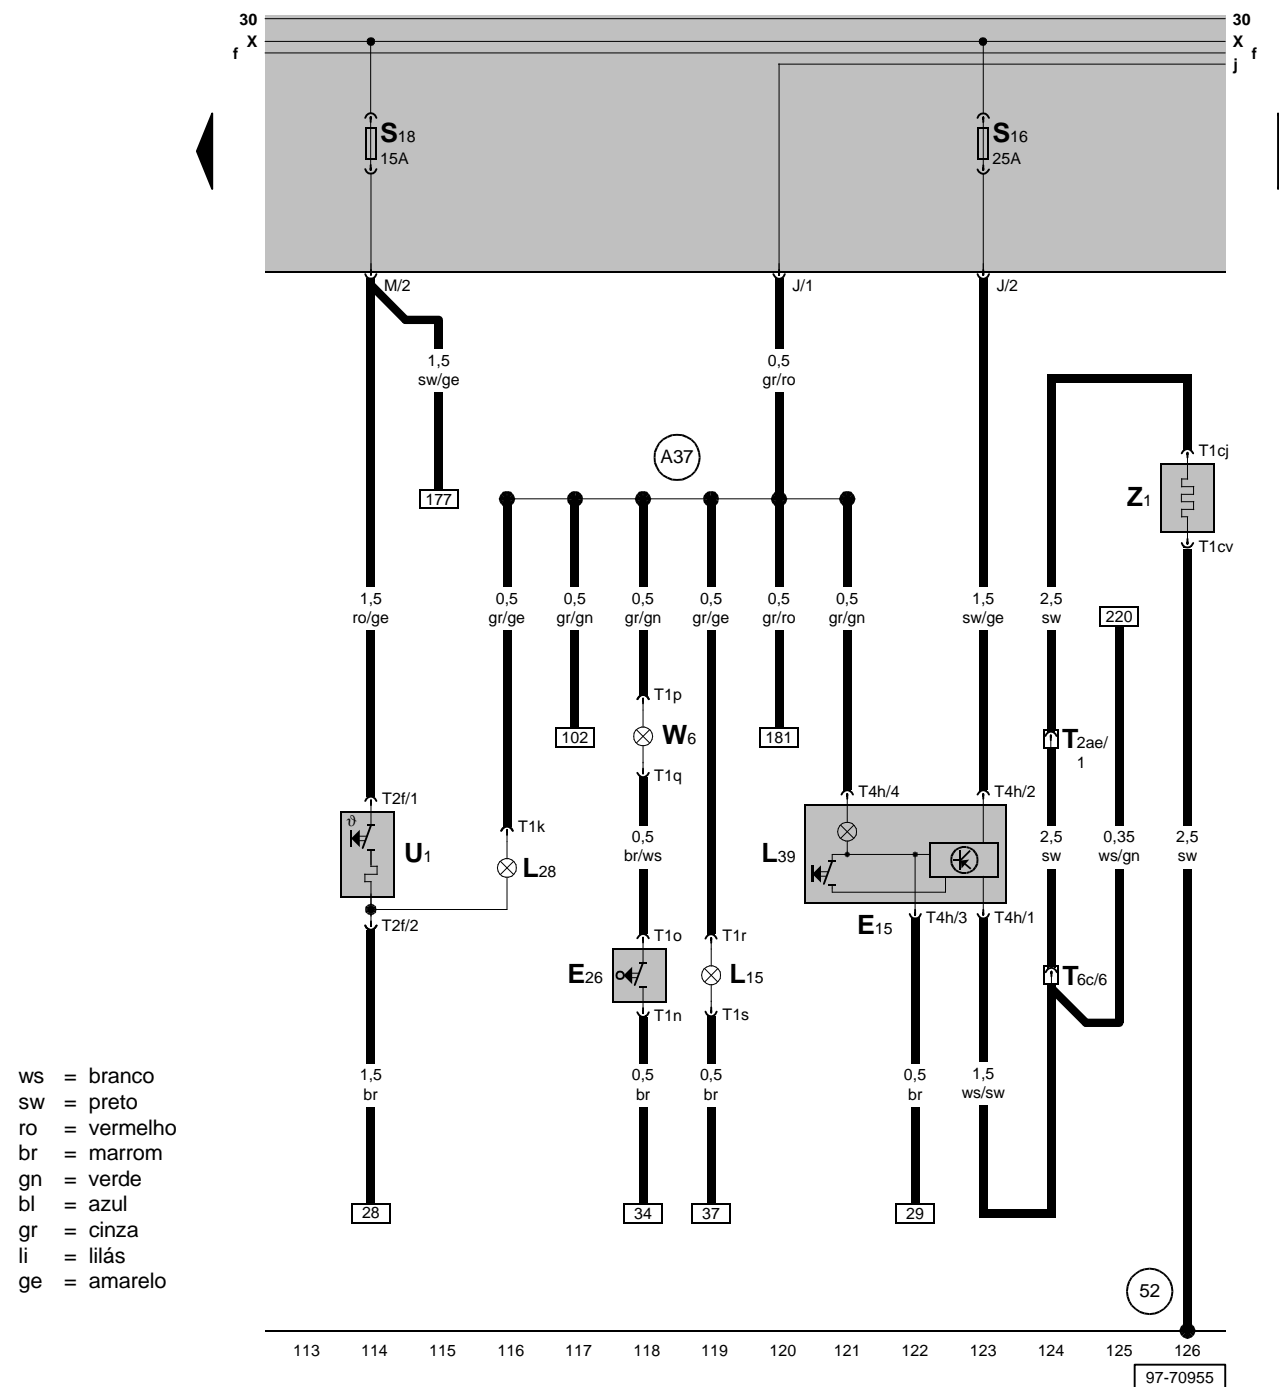 30 30
X X
f f
j
S18
15A
S16
25A
M/2 J/1 J/2
1,5
sw/ge
0,5
gr/ro
A37
177
T1cj
Z1
T1cv
1,5
ro/ge
0,5
gr/ge
0,5
gr/gn
0,5
gr/gn
0,5
gr/ge
0,5
gr/ro
0,5
gr/gn
1,5
sw/ge
2,5
sw
220
T1p
102
W6
181
T2ae/
1
T1q
T2f/1
T4h/4
T4h/2
ϑ
U1
T1k
L28
0,5
br/ws
L39
2,5
sw
0,35
ws/gn
2,5
sw
T2f/2
E15
T4h/3
T4h/1
T1o
T1r
E26
L15
T6c/6
T1n
T1s
1,5
br
0,5
br
0,5
br
0,5
br
1,5
ws/sw
28
34
37
29
ws = branco
sw = preto
ro = vermelho
br = marrom
gn = verde
bl = azul
gr = cinza
li = lilás
ge = amarelo
52
113 114 115 116 117 118 119 120 121 122 123 124 125 126
97-70955